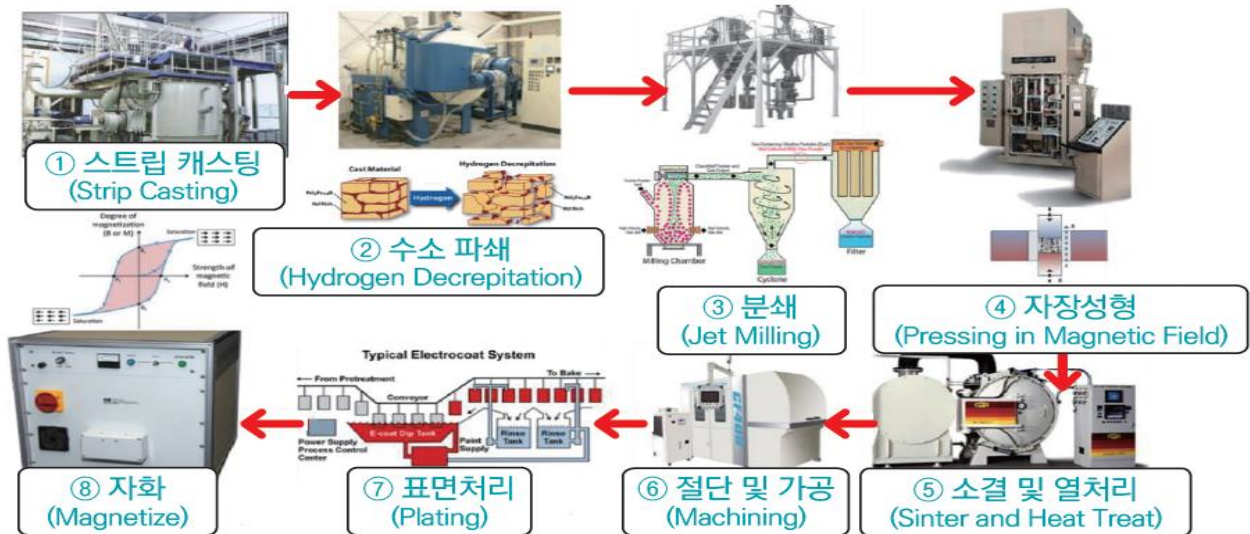 ① 스트립 캐스팅
(Strip Casting)
Cast Material
Hydrogen Decrepitation
Hydrogen
② 수소 파쇄
(Hydrogen Decrepitation)
Milling Chamber
Cyclone
Filter
③ 분쇄
(Jet Milling)
④ 자장성형
(Pressing in Magnetic Field)
⑤ 소결 및 열처리
(Sinter and Heat Treat)
⑥ 절단 및 가공
(Machining)
Typical Electrocoat System
From Pretreatment
To Bake
Conveyor
E-coat Dip Tank
Rinse
Tank
Rinse
Tank
Power Supply
Process Control
Center
Paint
Supply
⑦ 표면처리
(Plating)
Degree of
magnetization
(B or M)
Saturation
Strength of
magnetic
field (H)
Saturation
⑧ 자화
(Magnetize)